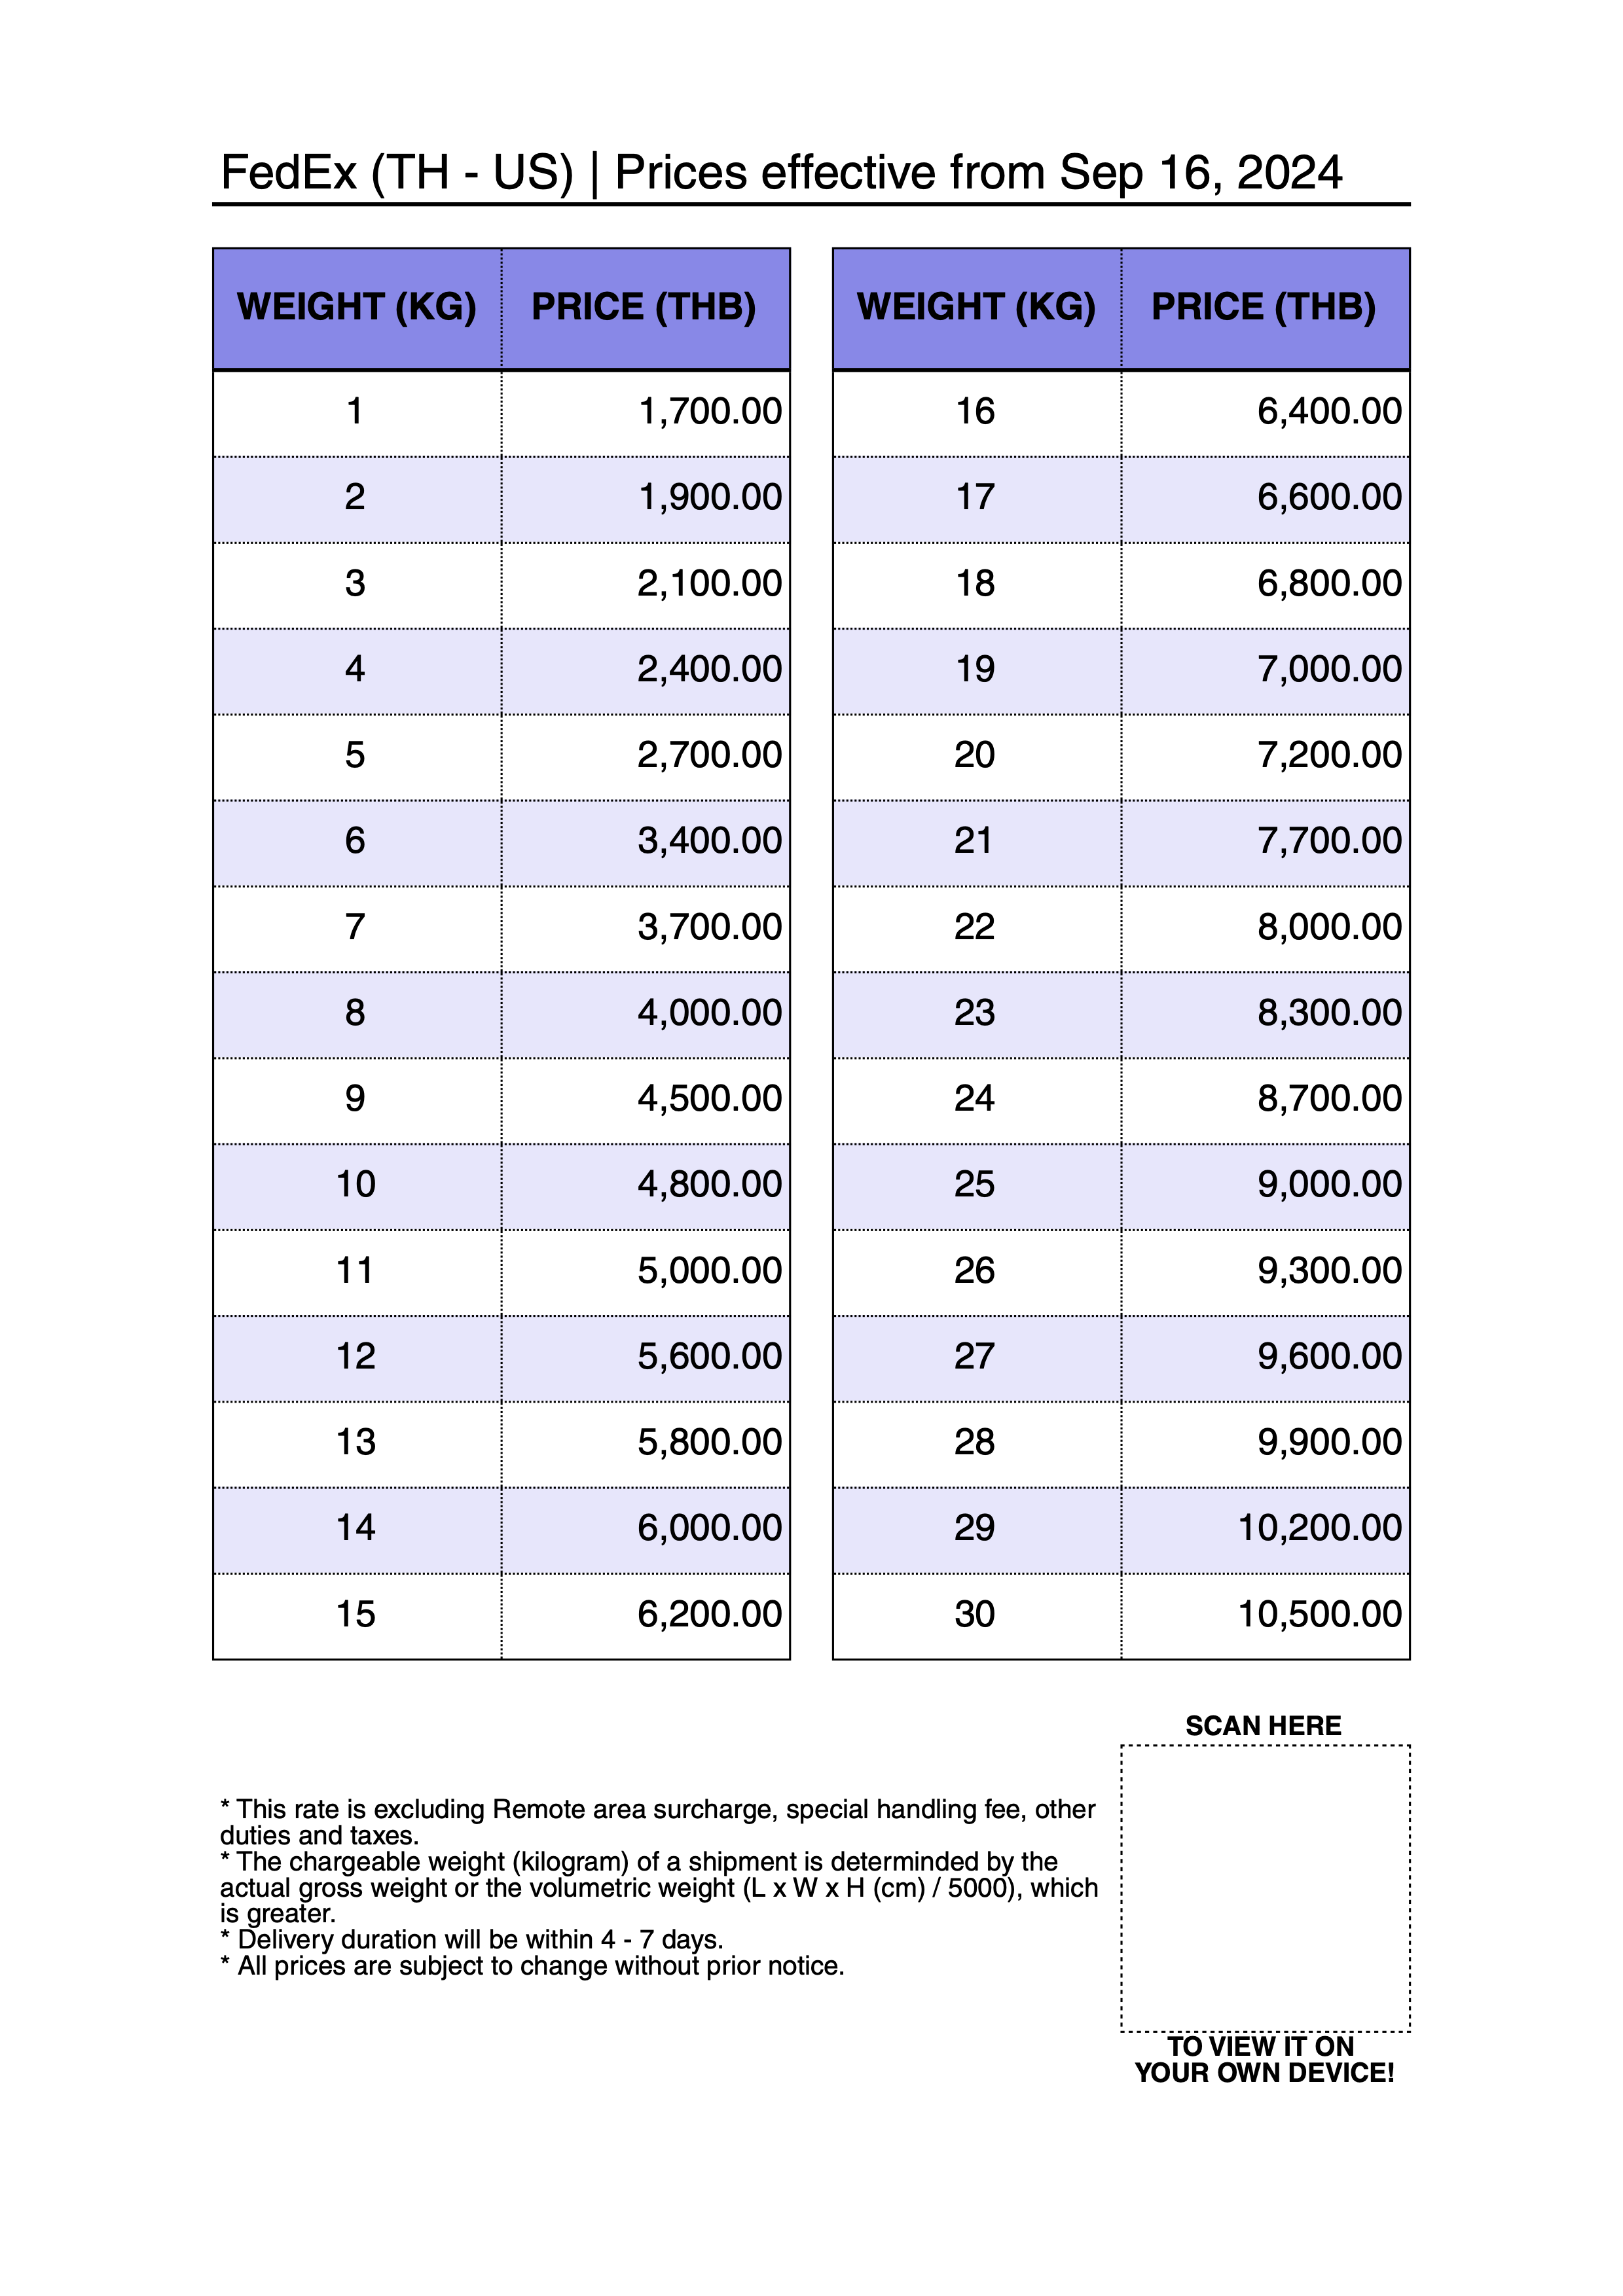 FedEx (TH - US) | Prices effective from Sep 16, 2024
WEIGHT (KG) PRICE (THB)
1 1,700.00
2 1,900.00
3 2,100.00
4 2,400.00
5 2,700.00
6 3,400.00
7 3,700.00
8 4,000.00
9 4,500.00
10 4,800.00
11 5,000.00
12 5,600.00
13 5,800.00
14 6,000.00
15 6,200.00
WEIGHT (KG) PRICE (THB)
16 6,400.00
17 6,600.00
18 6,800.00
19 7,000.00
20 7,200.00
21 7,700.00
22 8,000.00
23 8,300.00
24 8,700.00
25 9,000.00
26 9,300.00
27 9,600.00
28 9,900.00
29 10,200.00
30 10,500.00
* This rate is excluding Remote area surcharge, special handling fee, other
duties and taxes.
* The chargeable weight (kilogram) of a shipment is determinded by the
actual gross weight or the volumetric weight (L x W x H (cm) / 5000), which
is greater.
* Delivery duration will be within 4 - 7 days.
* All prices are subject to change without prior notice.
SCAN HERE
TO VIEW IT ON
YOUR OWN DEVICE!